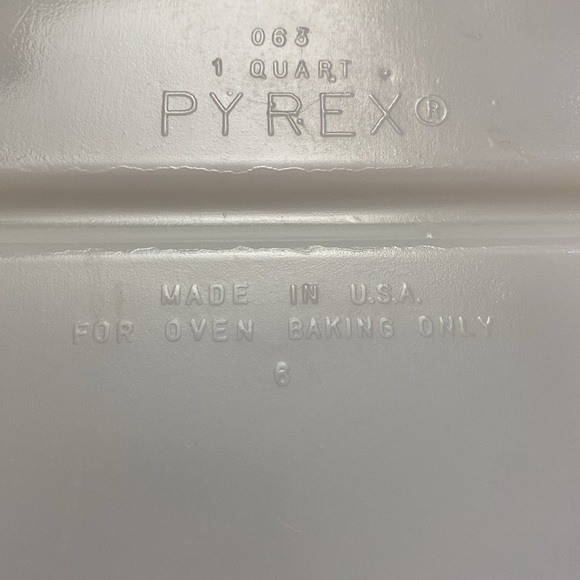 063
1 QUART
PYREX®
MADE IN U.S.A.
FOR OVEN BAKING ONLY
6